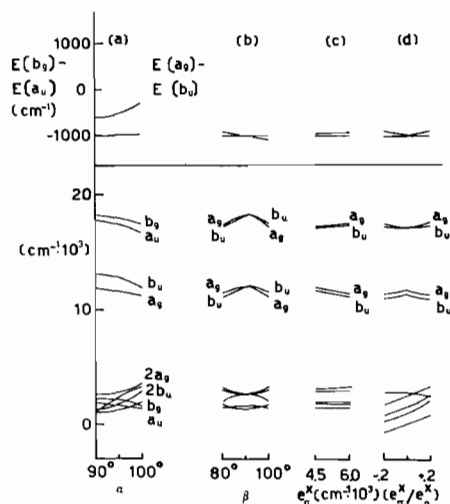 (a) (b) (c) (d)
1000
E(bg)- E(ag)-
E(au) 0 E(bu)
(cm⁻¹)
-1000
20
bg
au
ag bu
bu ag
ag
bu
ag
bu
(cm⁻¹·10³)
bu
ag
10
ag bu
bu ag
ag
bu
ag
bu
2ag
2bu
bg
au
0
90° 100° 80° 100° 4.5 6.0 -.2 +.2
α β